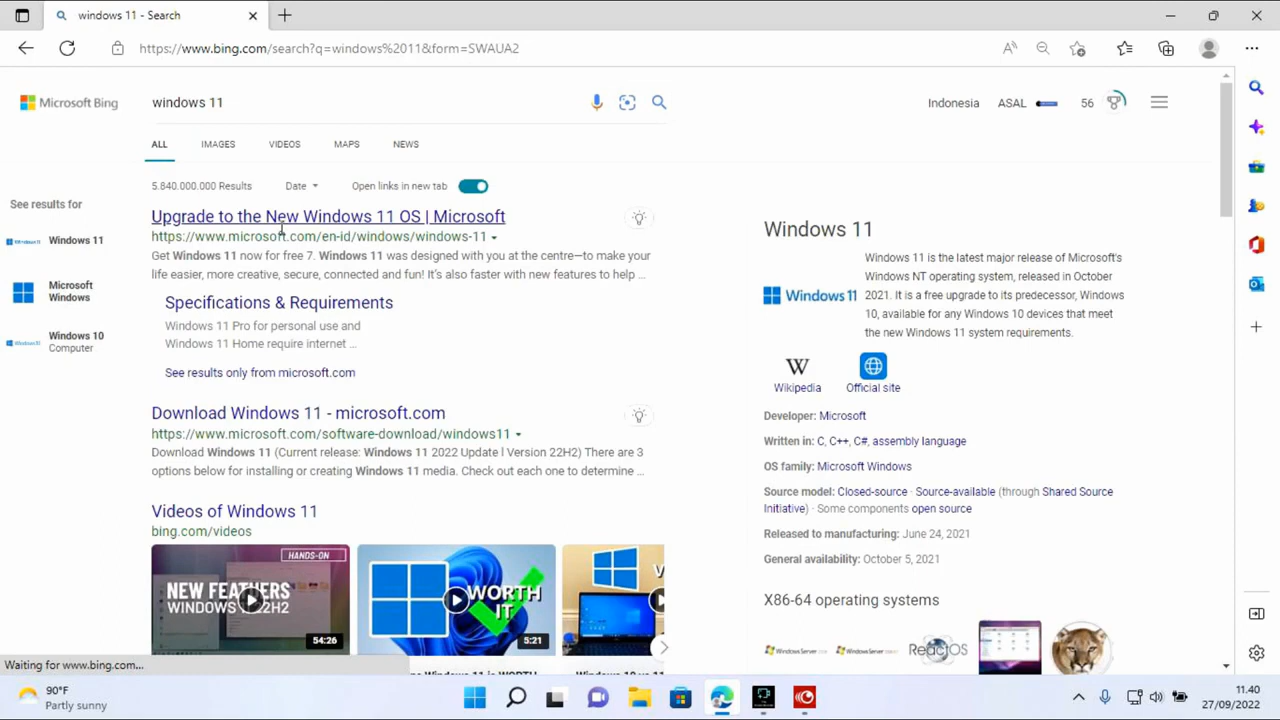 windows 11 - Search
https://www.bing.com/search?q=windows%2011&form=SWAUA2
Microsoft Bing
windows 11
Indonesia
ASAL
56
ALL
IMAGES
VIDEOS
MAPS
NEWS
5.840.000.000 Results
Date
Open links in new tab
See results for
Windows 11
Microsoft
Windows
Windows 10
Computer
Upgrade to the New Windows 11 OS | Microsoft
https://www.microsoft.com/en-id/windows/windows-11
Get Windows 11 now for free 7. Windows 11 was designed with you at the centre—to make your
life easier, more creative, secure, connected and fun! It's also faster with new features to help ...
Specifications & Requirements
Windows 11 Pro for personal use and
Windows 11 Home require internet ...
See results only from microsoft.com
Download Windows 11 - microsoft.com
https://www.microsoft.com/software-download/windows11
Download Windows 11 (Current release: Windows 11 2022 Update l Version 22H2) There are 3
options below for installing or creating Windows 11 media. Check out each one to determine ...
Videos of Windows 11
bing.com/videos
HANDS-ON
NEW FEATHERS
WINDOWS 22H2
54:26
WORTH
IT
5:21
Windows 11
Windows 11
Windows 11 is the latest major release of Microsoft's
Windows NT operating system, released in October
2021. It is a free upgrade to its predecessor, Windows
10, available for any Windows 10 devices that meet
the new Windows 11 system requirements.
W
Wikipedia
Official site
Developer: Microsoft
Written in: C, C++, C#, assembly language
OS family: Microsoft Windows
Source model: Closed-source · Source-available (through Shared Source
Initiative) · Some components open source
Released to manufacturing: June 24, 2021
General availability: October 5, 2021
X86-64 operating systems
ReactOS
Waiting for www.bing.com...
90°F
Partly sunny
11.40
27/09/2022